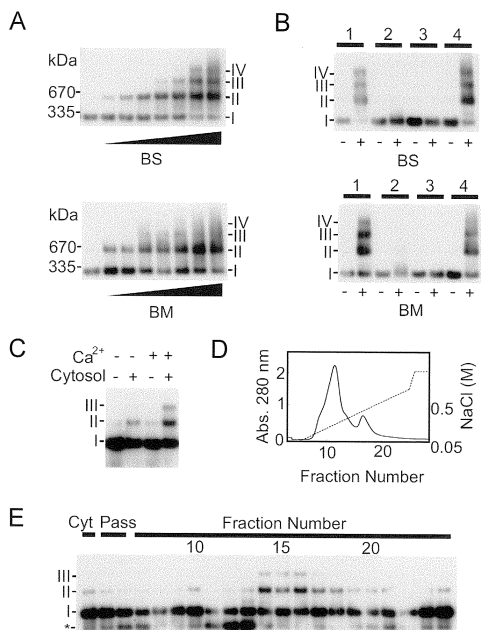 A
kDa
670-
335-
-IV
-III
-II
-I
BS
kDa
670-
335-
-IV
-III
-II
-I
BM
B
1 2 3 4
IV-
III-
II-
I-
- + - + - + - +
BS
1 2 3 4
IV-
III-
II-
I-
- + - + - + - +
BM
C
Ca2+ - - + +
Cytosol - + - +
III-
II-
I-
D
Abs. 280 nm
2
1
0
NaCl (M)
0.5
0.05
10 20
Fraction Number
E
Cyt Pass Fraction Number
10 15 20
III-
II-
I-
*-